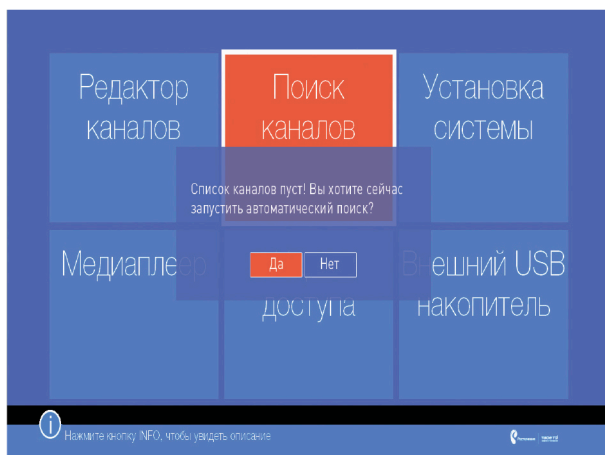 Редактор
каналов
Поиск
каналов
Установка
системы
Список каналов пуст! Вы хотите сейчас
запустить автоматический поиск?
Да
Нет
доступа
USB
накопитель
Нажмите кнопку iNFO, чтобы увидеть описание